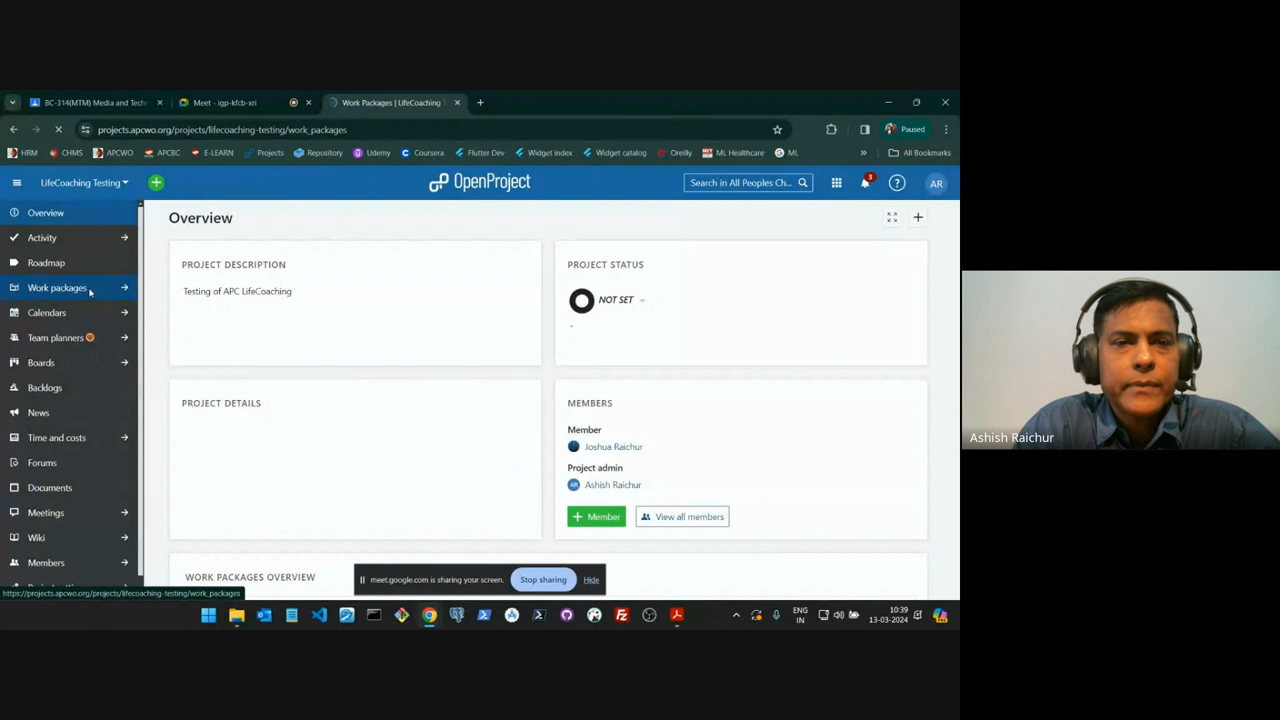 BC-314(MTM) Media and Tech
Meet - igp-kfcb-xri
Work Packages | LifeCoaching T
projects.apcwo.org/projects/lifecoaching-testing/work_packages
Paused
HRM
CHMS
APCWO
APCBC
E-LEARN
Projects
Repository
Udemy
Coursera
Flutter Dev
Widget index
Widget catalog
Oreilly
ML Healthcare
ML
All Bookmarks
LifeCoaching Testing
OpenProject
Search in All Peoples Ch...
3
AR
Overview
Activity
Roadmap
Work packages
Calendars
Team planners
Boards
Backlogs
News
Time and costs
Forums
Documents
Meetings
Wiki
Members
Overview
PROJECT DESCRIPTION
Testing of APC LifeCoaching
PROJECT STATUS
NOT SET
-
PROJECT DETAILS
MEMBERS
Member
Joshua Raichur
Project admin
AR Ashish Raichur
+ Member
View all members
WORK PACKAGES OVERVIEW
meet.google.com is sharing your screen.
Stop sharing
Hide
https://projects.apcwo.org/projects/lifecoaching-testing/work_packages
ENG
IN
10:39
13-03-2024
Ashish Raichur